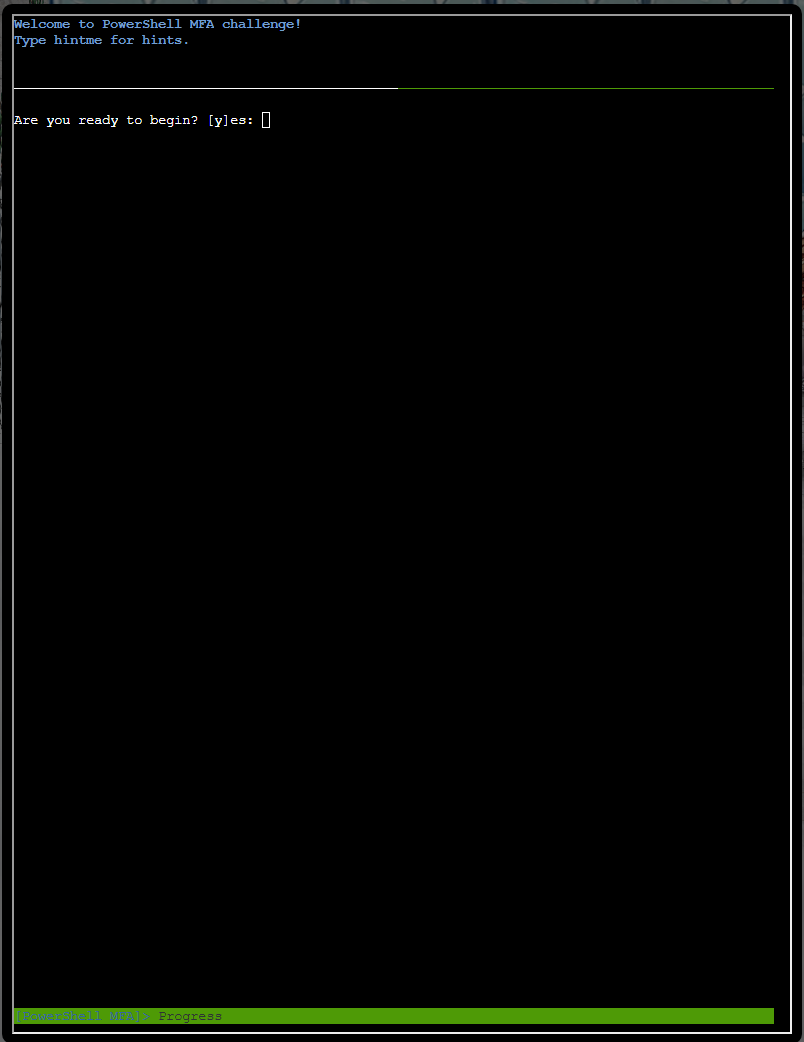 Welcome to PowerShell MFA challenge!
Type hintme for hints.
Are you ready to begin? [y]es:
[PowerShell MFA]> Progress